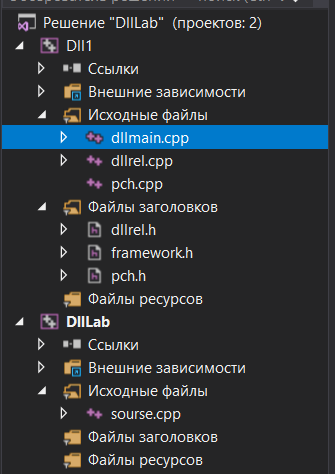 Решение "DllLab" (проектов: 2)
Dll1
Ссылки
Внешние зависимости
Исходные файлы
dllmain.cpp
dllrel.cpp
pch.cpp
Файлы заголовков
dllrel.h
framework.h
pch.h
Файлы ресурсов
DllLab
Ссылки
Внешние зависимости
Исходные файлы
sourse.cpp
Файлы заголовков
Файлы ресурсов